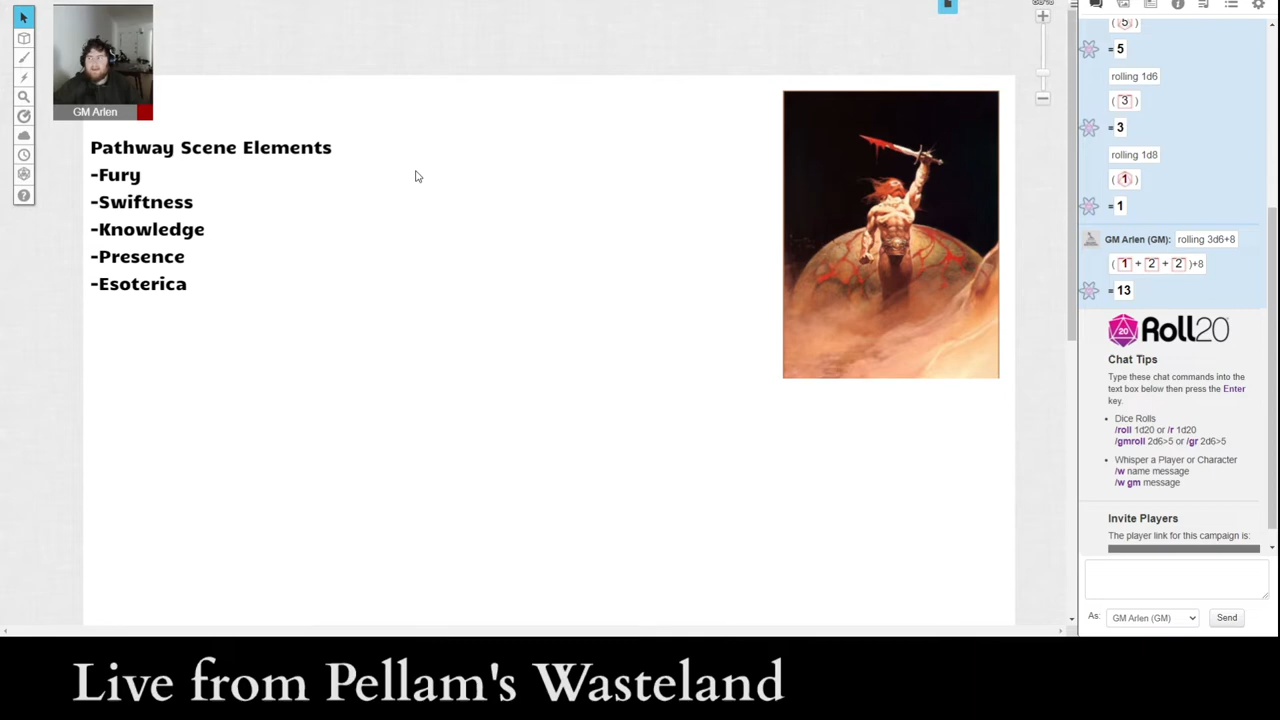 GM Arlen
Pathway Scene Elements
-Fury
-Swiftness
-Knowledge
-Presence
-Esoterica
(5)
= 5
rolling 1d6
(3)
= 3
rolling 1d8
(1)
= 1
GM Arlen (GM): rolling 3d6+8
(1 + 2 + 2)+8
= 13
20 Roll20
Chat Tips
Type these chat commands into the
text box below then press the Enter
key.
• Dice Rolls
/roll 1d20 or /r 1d20
/gmroll 2d6>5 or /gr 2d6>5
• Whisper a Player or Character
/w name message
/w gm message
Invite Players
The player link for this campaign is:
As: GM Arlen (GM) Send
Live from Pellam's Wasteland